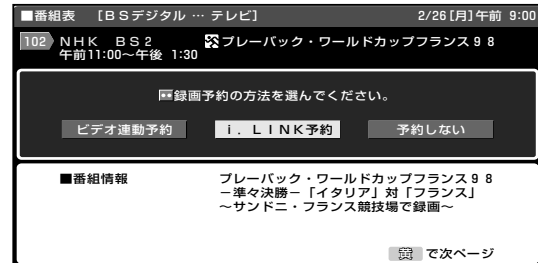 ■番組表 [BSデジタル … テレビ] 2/26[月]午前 9:00
102 NHK BS2 プレーバック・ワールドカップフランス98
午前11:00~午後 1:30
録画予約の方法を選んでください。
ビデオ連動予約 i.LINK予約 予約しない
■番組情報 プレーバック・ワールドカップフランス98
-準々決勝-「イタリア」対「フランス」
~サンドニ・フランス競技場で録画~
黄 で次ページ